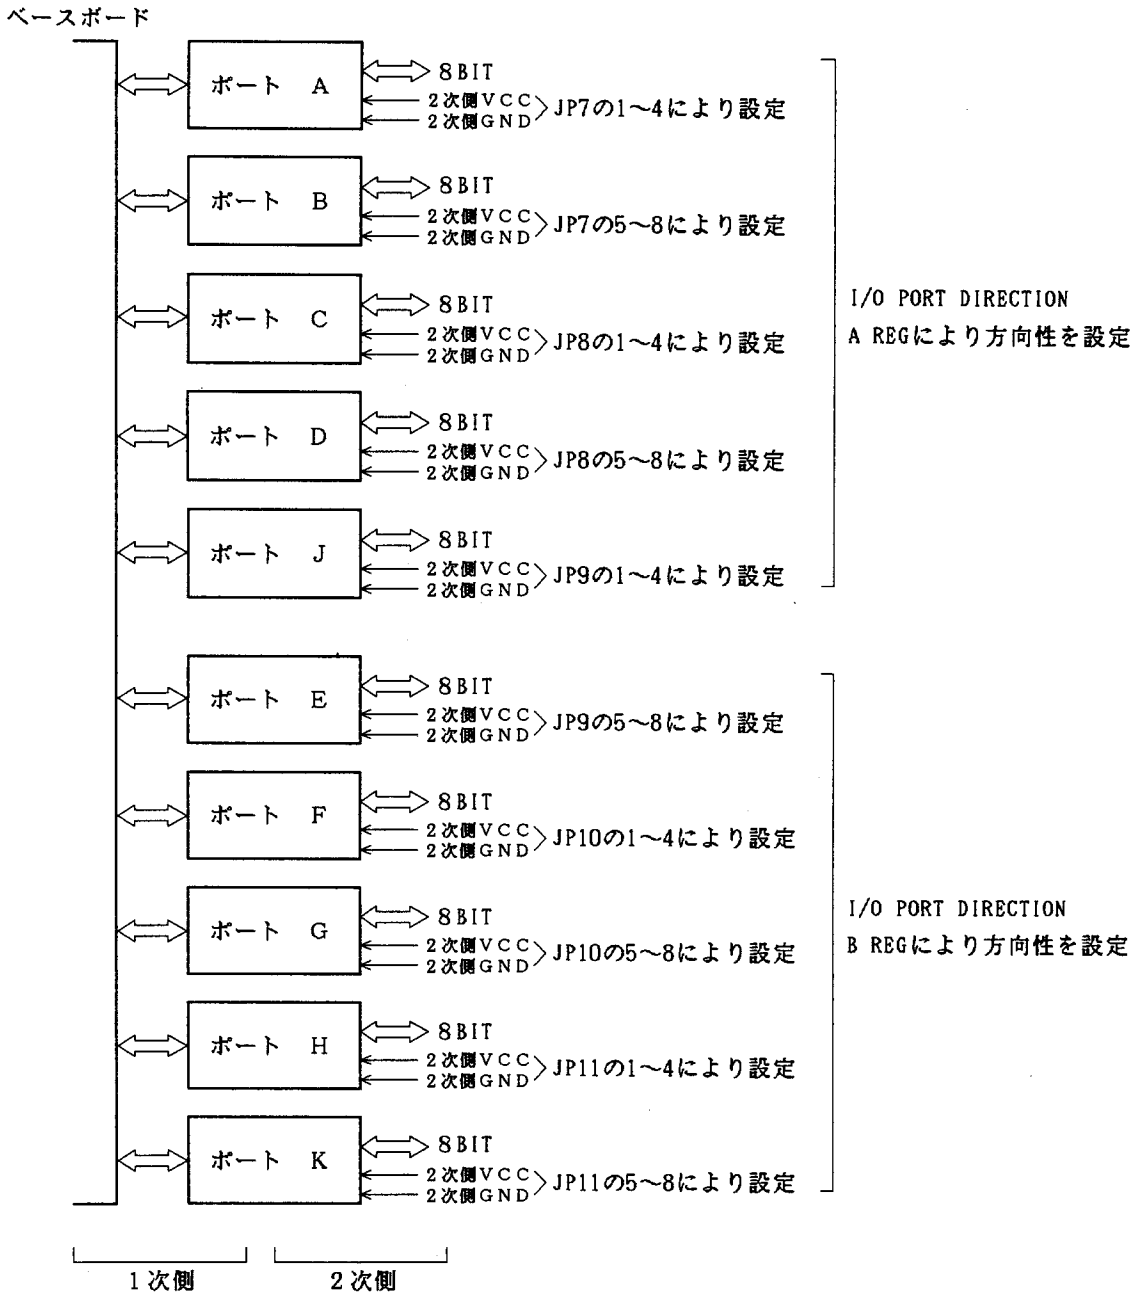 ベースボード
ポート A
8BIT
2次側VCC
2次側GND
JP7の1～4により設定
ポート B
8BIT
2次側VCC
2次側GND
JP7の5～8により設定
ポート C
8BIT
2次側VCC
2次側GND
JP8の1～4により設定
ポート D
8BIT
2次側VCC
2次側GND
JP8の5～8により設定
ポート J
8BIT
2次側VCC
2次側GND
JP9の1～4により設定
I/O PORT DIRECTION
A REGにより方向性を設定
ポート E
8BIT
2次側VCC
2次側GND
JP9の5～8により設定
ポート F
8BIT
2次側VCC
2次側GND
JP10の1～4により設定
ポート G
8BIT
2次側VCC
2次側GND
JP10の5～8により設定
ポート H
8BIT
2次側VCC
2次側GND
JP11の1～4により設定
ポート K
8BIT
2次側VCC
2次側GND
JP11の5～8により設定
I/O PORT DIRECTION
B REGにより方向性を設定
1次側
2次側